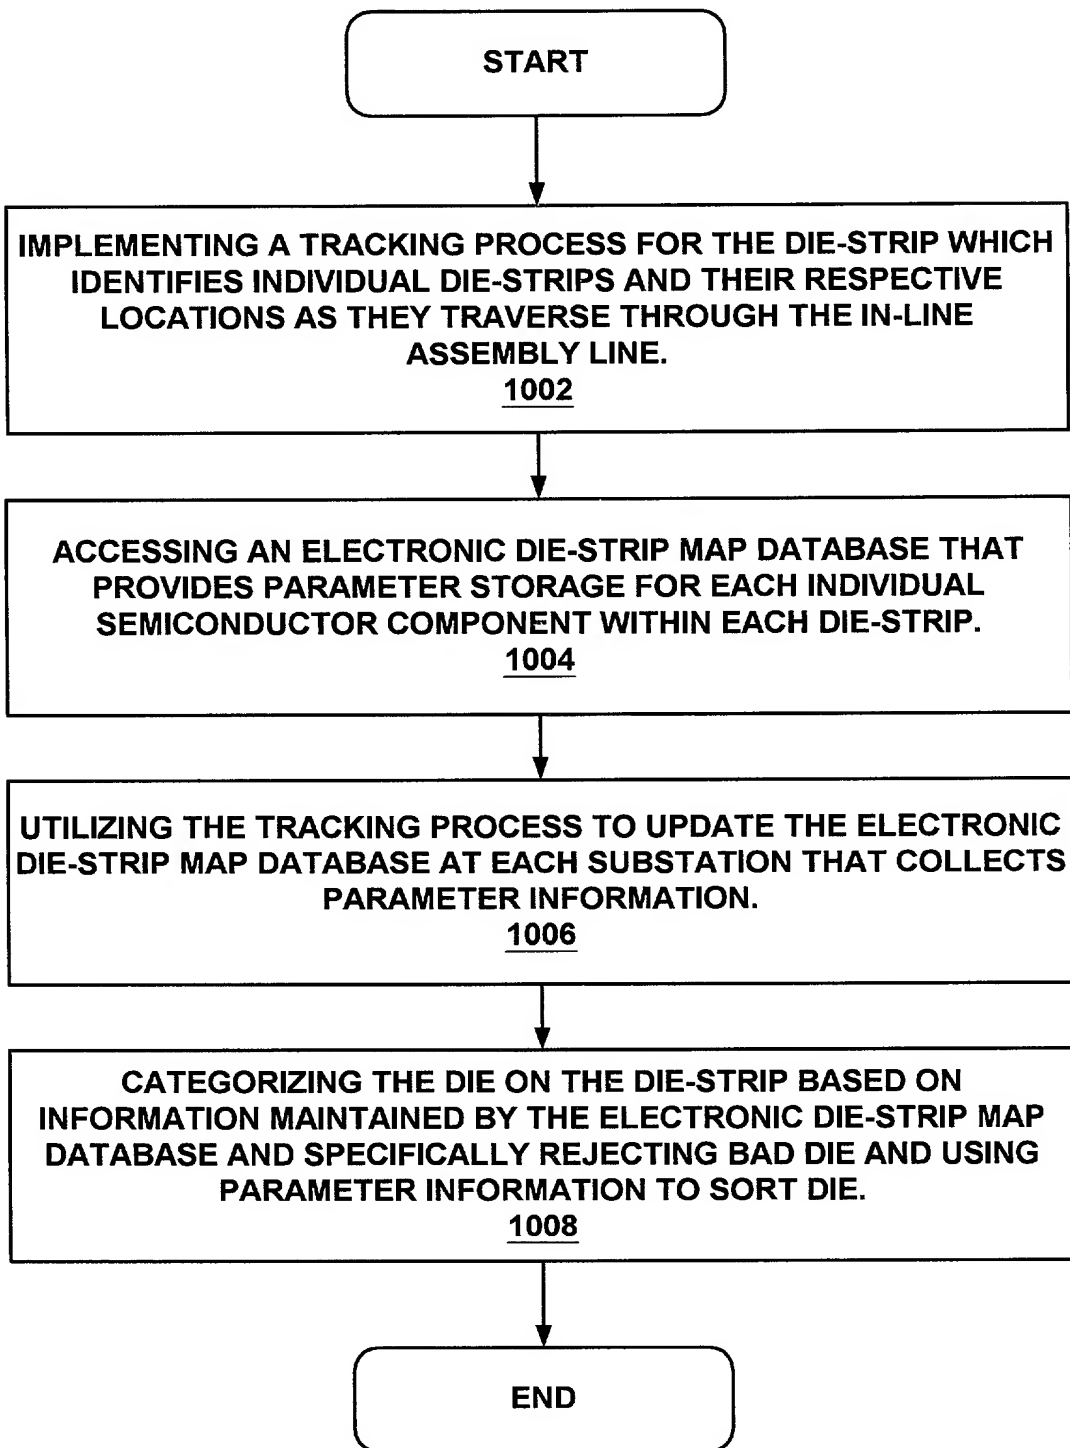 START
IMPLEMENTING A TRACKING PROCESS FOR THE DIE-STRIP WHICH
IDENTIFIES INDIVIDUAL DIE-STRIPS AND THEIR RESPECTIVE
LOCATIONS AS THEY TRAVERSE THROUGH THE IN-LINE
ASSEMBLY LINE.
1002
ACCESSING AN ELECTRONIC DIE-STRIP MAP DATABASE THAT
PROVIDES PARAMETER STORAGE FOR EACH INDIVIDUAL
SEMICONDUCTOR COMPONENT WITHIN EACH DIE-STRIP.
1004
UTILIZING THE TRACKING PROCESS TO UPDATE THE ELECTRONIC
DIE-STRIP MAP DATABASE AT EACH SUBSTATION THAT COLLECTS
PARAMETER INFORMATION.
1006
CATEGORIZING THE DIE ON THE DIE-STRIP BASED ON
INFORMATION MAINTAINED BY THE ELECTRONIC DIE-STRIP MAP
DATABASE AND SPECIFICALLY REJECTING BAD DIE AND USING
PARAMETER INFORMATION TO SORT DIE.
1008
END